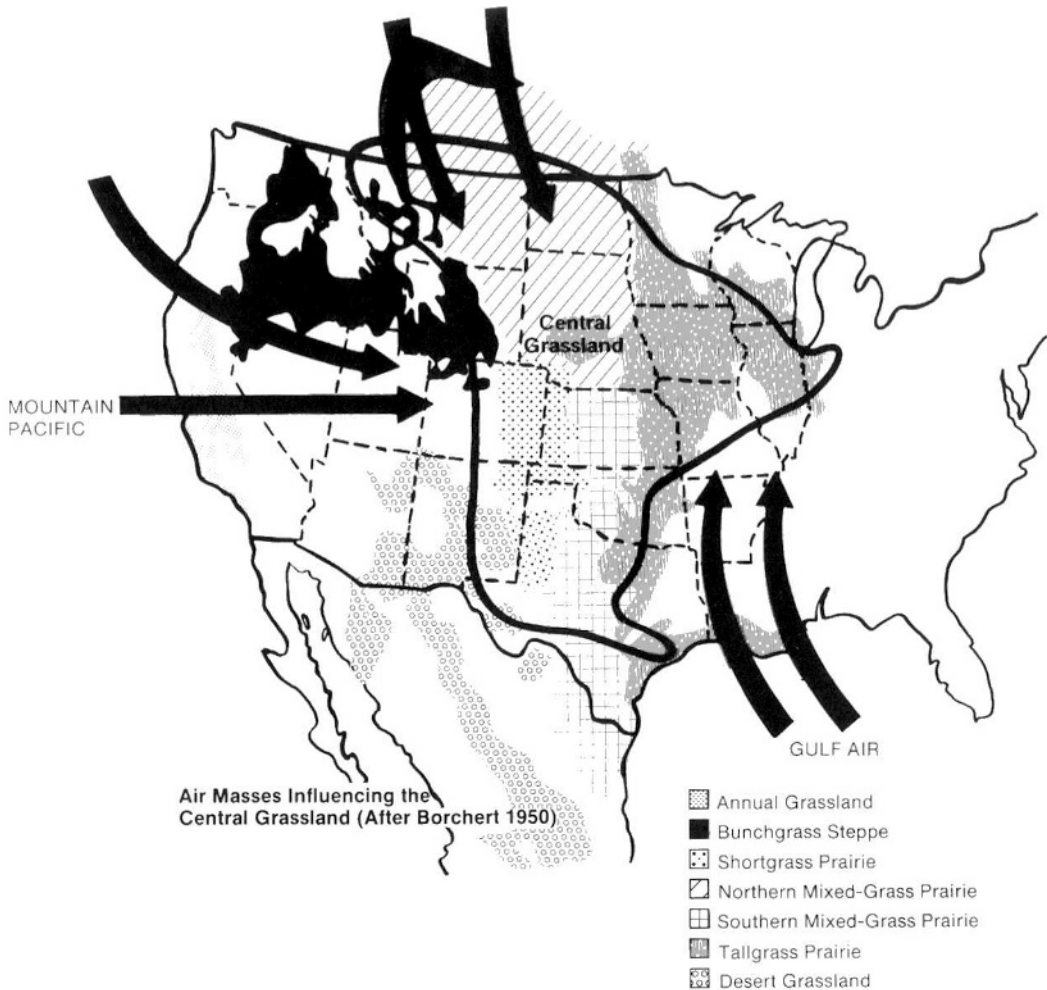 Central
Grassland
MOUNTAIN
PACIFIC
GULF AIR
Air Masses Influencing the
Central Grassland (After Borchert 1950)
Annual Grassland
Bunchgrass Steppe
Shortgrass Prairie
Northern Mixed-Grass Prairie
Southern Mixed-Grass Prairie
Tallgrass Prairie
Desert Grassland